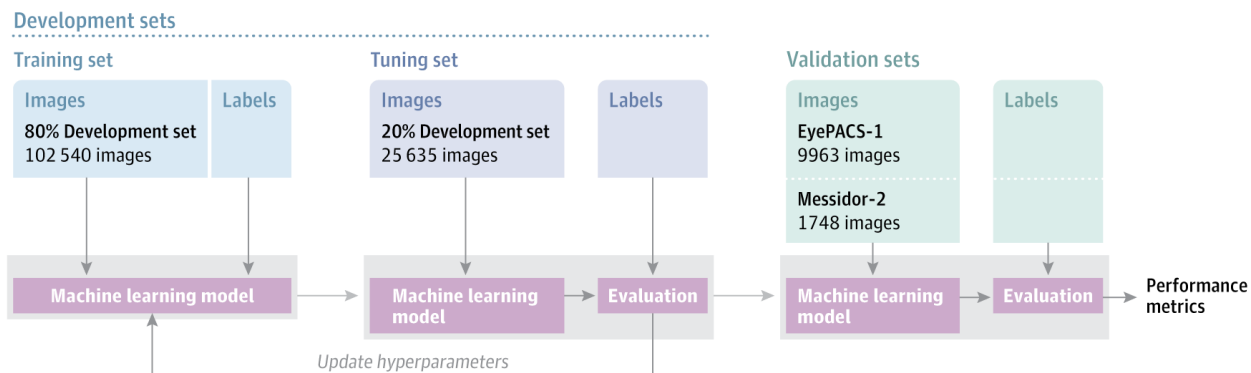 Development sets
Training set
Images
80% Development set
102 540 images
Labels
Machine learning model
Tuning set
Images
20% Development set
25 635 images
Labels
Machine learning
model
Evaluation
Update hyperparameters
Validation sets
Images
EyePACS-1
9963 images
Messidor-2
1748 images
Labels
Machine learning
model
Evaluation
Performance
metrics